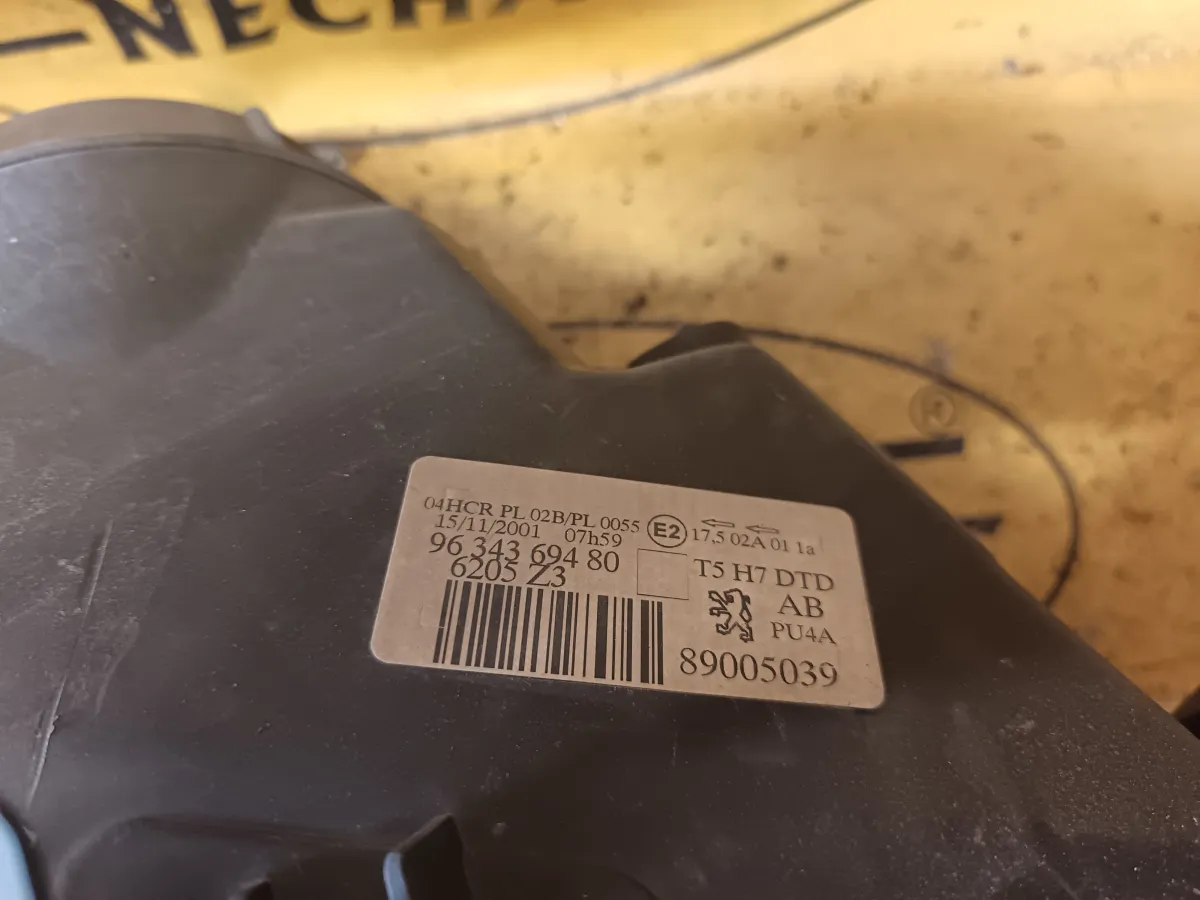 NECHA
04HCR PL 02B/PL 0055 E2 17,5 02A 01 1a
15/11/2001 07h59
96 343 694 80 T5 H7 DTD
6205 Z3 AB
PU4A
89005039
®